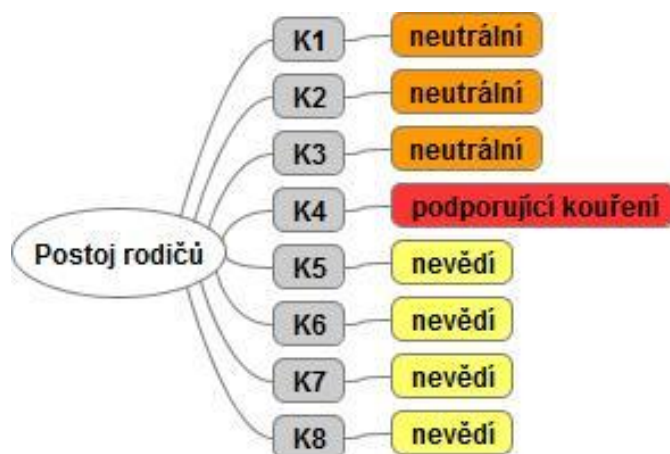 Postoj rodičů
K1 neutrální
K2 neutrální
K3 neutrální
K4 podporující kouření
K5 nevědí
K6 nevědí
K7 nevědí
K8 nevědí